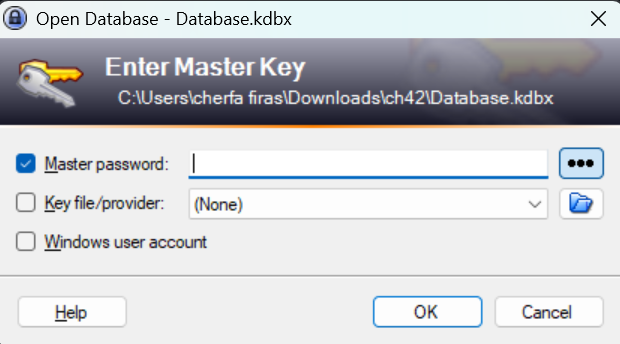 Open Database - Database.kdbx
Enter Master Key
C:\Users\cherfa firas\Downloads\ch42\Database.kdbx
Master password:
Key file/provider: (None)
Windows user account
Help OK Cancel